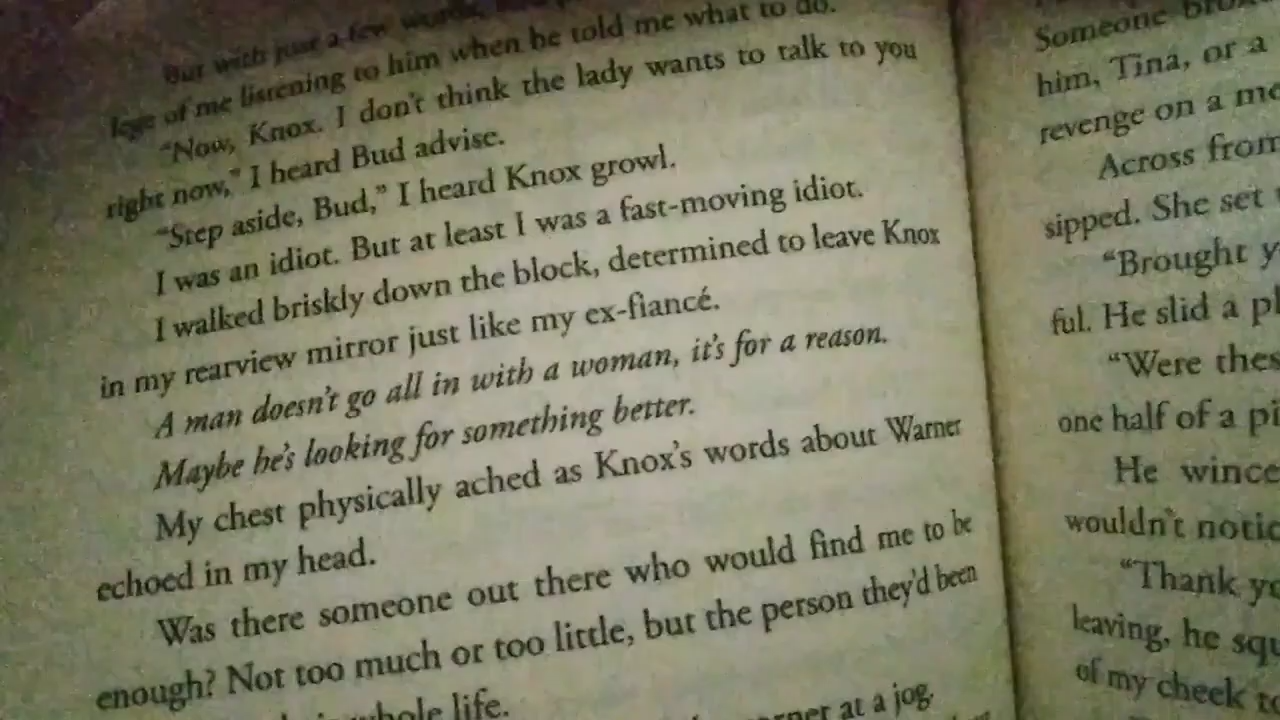 But with just a few words,
of me listening to him when he told me what to do.
“Now, Knox. I don’t think the lady wants to talk to you
right now,” I heard Bud advise.
“Step aside, Bud,” I heard Knox growl.
I was an idiot. But at least I was a fast-moving idiot.
I walked briskly down the block, determined to leave Knox
in my rearview mirror just like my ex-fiancé.
A man doesn’t go all in with a woman, it’s for a reason.
Maybe he’s looking for something better.
My chest physically ached as Knox’s words about Warner
echoed in my head.
Was there someone out there who would find me to be
enough? Not too much or too little, but the person they’d been
whole life.
at a jog.
Someone
him, Tina, or a
revenge on a
Across from
sipped. She set
“Brought
ful. He slid a
“Were
one half of a
He
wouldn’t
“Thank
leaving, he
of my cheek